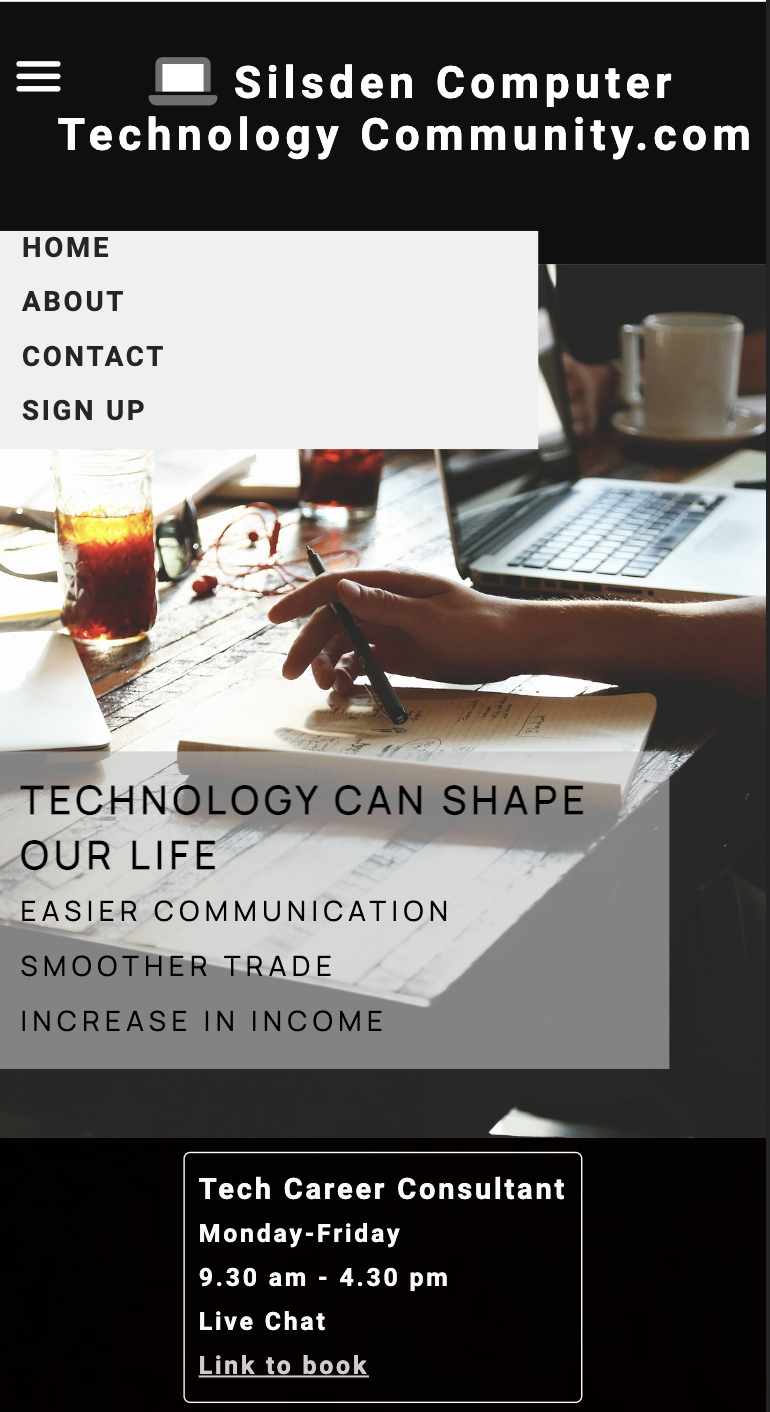 Silsden Computer
Technology Community.com
HOME
ABOUT
CONTACT
SIGN UP
TECHNOLOGY CAN SHAPE
OUR LIFE
EASIER COMMUNICATION
SMOOTHER TRADE
INCREASE IN INCOME
Tech Career Consultant
Monday-Friday
9.30 am - 4.30 pm
Live Chat
Link to book